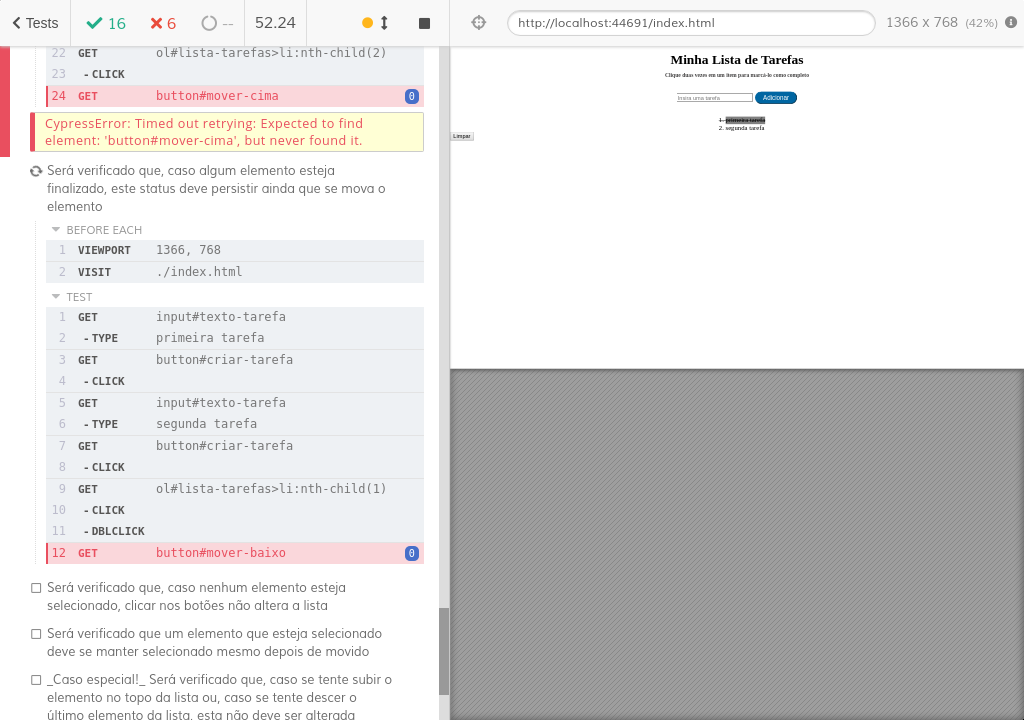 Tests 16 6 -- 52.24 http://localhost:44691/index.html 1366 x 768 (42%)
22 GET ol#lista-tarefas>li:nth-child(2)
23 - CLICK
24 GET button#mover-cima 0
CypressError: Timed out retrying: Expected to find
element: 'button#mover-cima', but never found it.
Será verificado que, caso algum elemento esteja
finalizado, este status deve persistir ainda que se mova o
elemento
BEFORE EACH
1 VIEWPORT 1366, 768
2 VISIT ./index.html
TEST
1 GET input#texto-tarefa
2 - TYPE primeira tarefa
3 GET button#criar-tarefa
4 - CLICK
5 GET input#texto-tarefa
6 - TYPE segunda tarefa
7 GET button#criar-tarefa
8 - CLICK
9 GET ol#lista-tarefas>li:nth-child(1)
10 - CLICK
11 - DBLCLICK
12 GET button#mover-baixo 0
Será verificado que, caso nenhum elemento esteja
selecionado, clicar nos botões não altera a lista
Será verificado que um elemento que esteja selecionado
deve se manter selecionado mesmo depois de movido
_Caso especial!_ Será verificado que, caso se tente subir o
elemento no topo da lista ou, caso se tente descer o
último elemento da lista, esta não deve ser alterada
Minha Lista de Tarefas
Clique duas vezes em um item para marcá-lo como completo
Insira uma tarefa Adicionar
1. primeira tarefa
2. segunda tarefa
Limpar